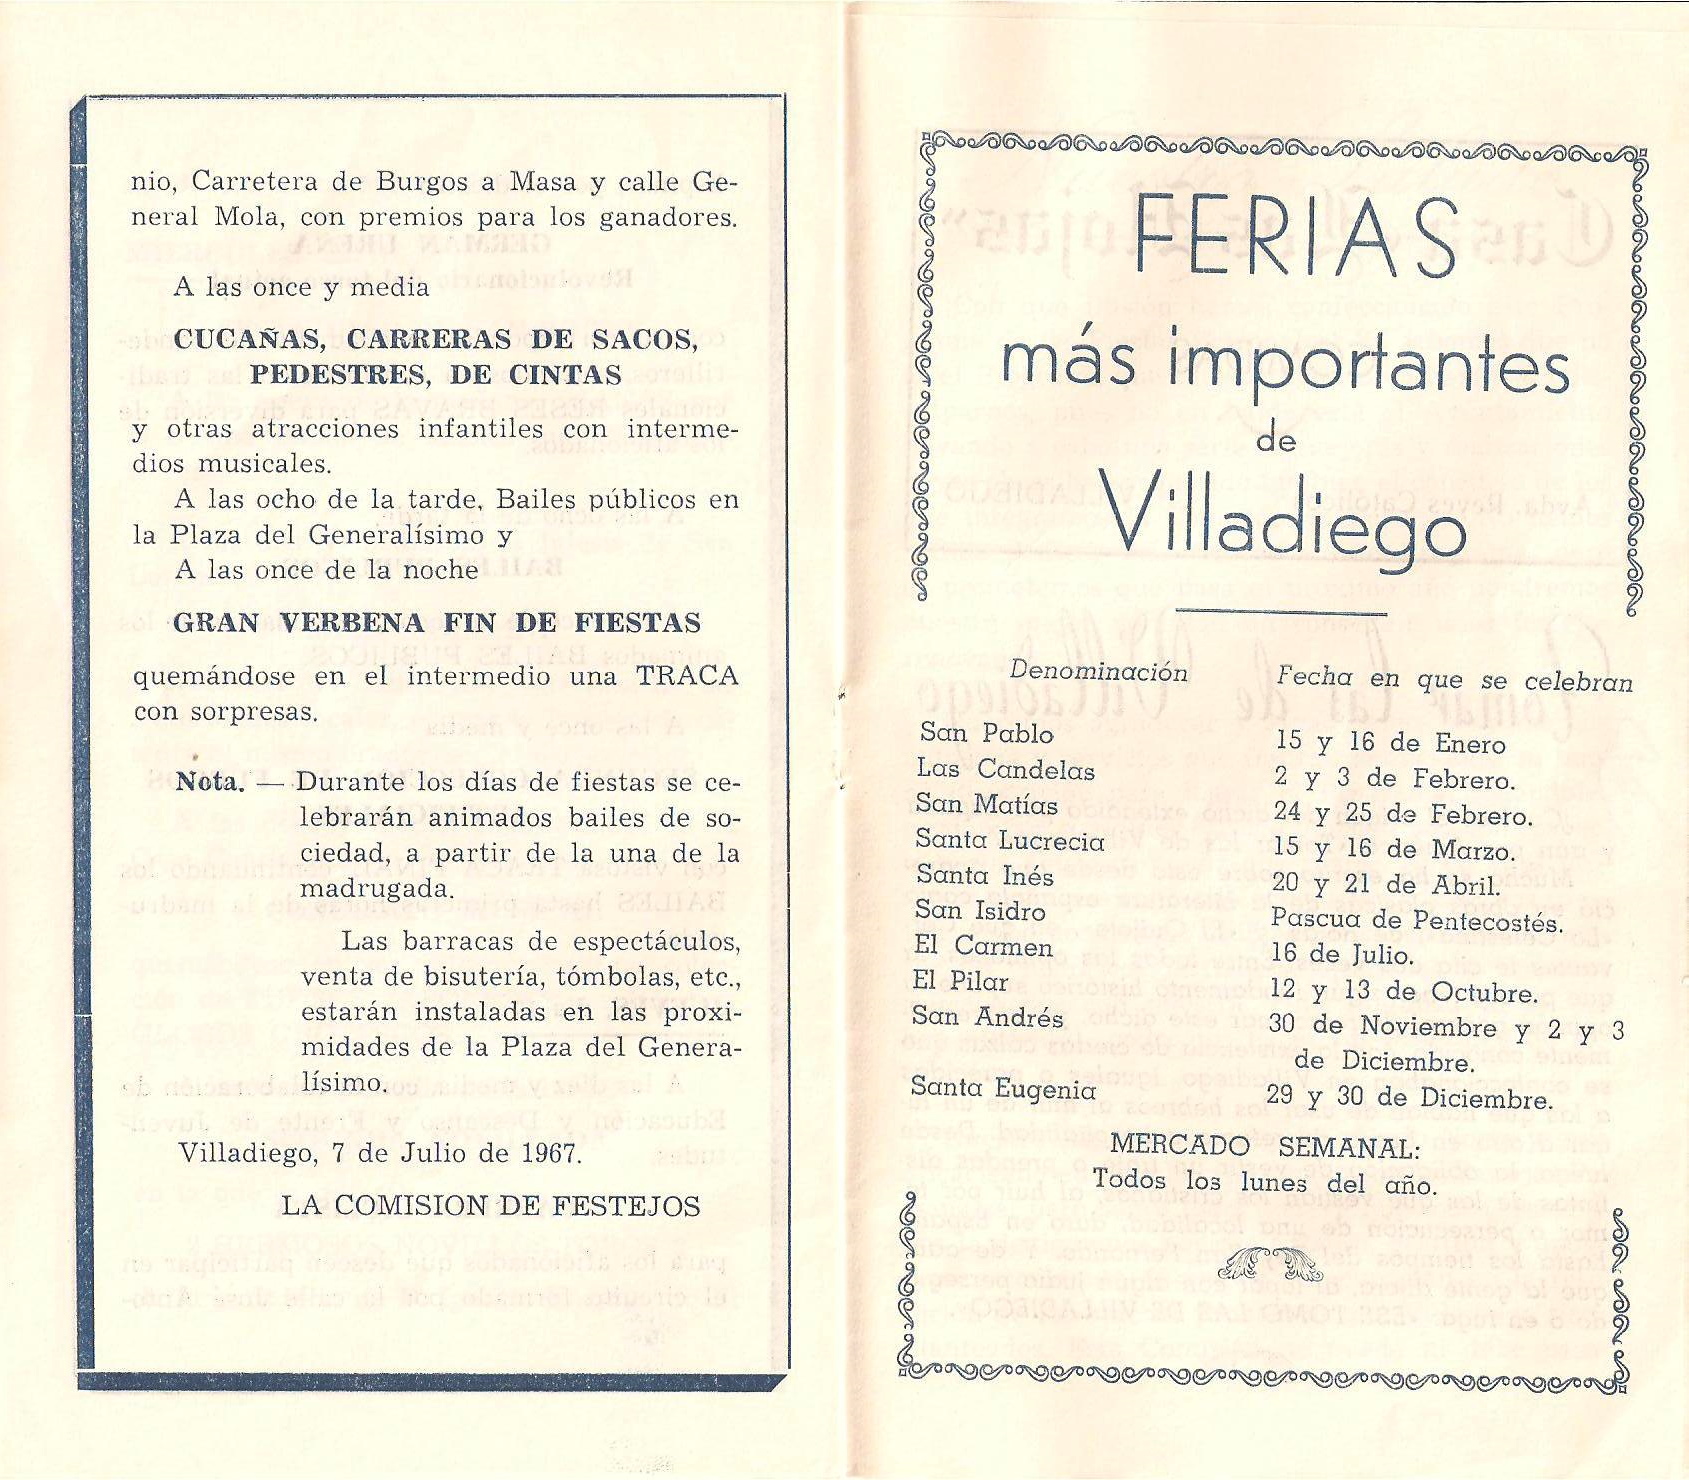 nio, Carretera de Burgos a Masa y calle Ge-
neral Mola, con premios para los ganadores.
A las once y media
CUCAÑAS, CARRERAS DE SACOS,
PEDESTRES, DE CINTAS
y otras atracciones infantiles con interme-
dios musicales.
A las ocho de la tarde, Bailes públicos en
la Plaza del Generalísimo y
A las once de la noche
GRAN VERBENA FIN DE FIESTAS
quemándose en el intermedio una TRACA
con sorpresas.
Nota. — Durante los días de fiestas se ce-
lebrarán animados bailes de so-
ciedad, a partir de la una de la
madrugada.
Las barracas de espectáculos,
venta de bisutería, tómbolas, etc.,
estarán instaladas en las proxi-
midades de la Plaza del Genera-
lísimo.
Villadiego, 7 de Julio de 1967.
LA COMISION DE FESTEJOS
FERIAS
más importantes
de
Villadiego
Denominación Fecha en que se celebran
San Pablo 15 y 16 de Enero
Las Candelas 2 y 3 de Febrero.
San Matías 24 y 25 de Febrero.
Santa Lucrecia 15 y 16 de Marzo.
Santa Inés 20 y 21 de Abril.
San Isidro Pascua de Pentecostés.
El Carmen 16 de Julio.
El Pilar 12 y 13 de Octubre.
San Andrés 30 de Noviembre y 2 y 3
de Diciembre.
Santa Eugenia 29 y 30 de Diciembre.
MERCADO SEMANAL:
Todos los lunes del año.